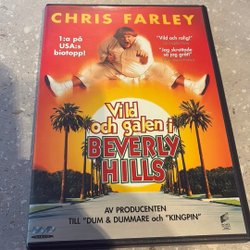 CHRIS FARLEY
1:a på
USA:s
biotopp!
"Vild och galig!"
"Jag skrattade
så jag grät!"
Vild
och galen i
BEVERLY
HILLS
AV PRODUCENTEN
TILL "DUM & DUMMARE och "KINGPIN"